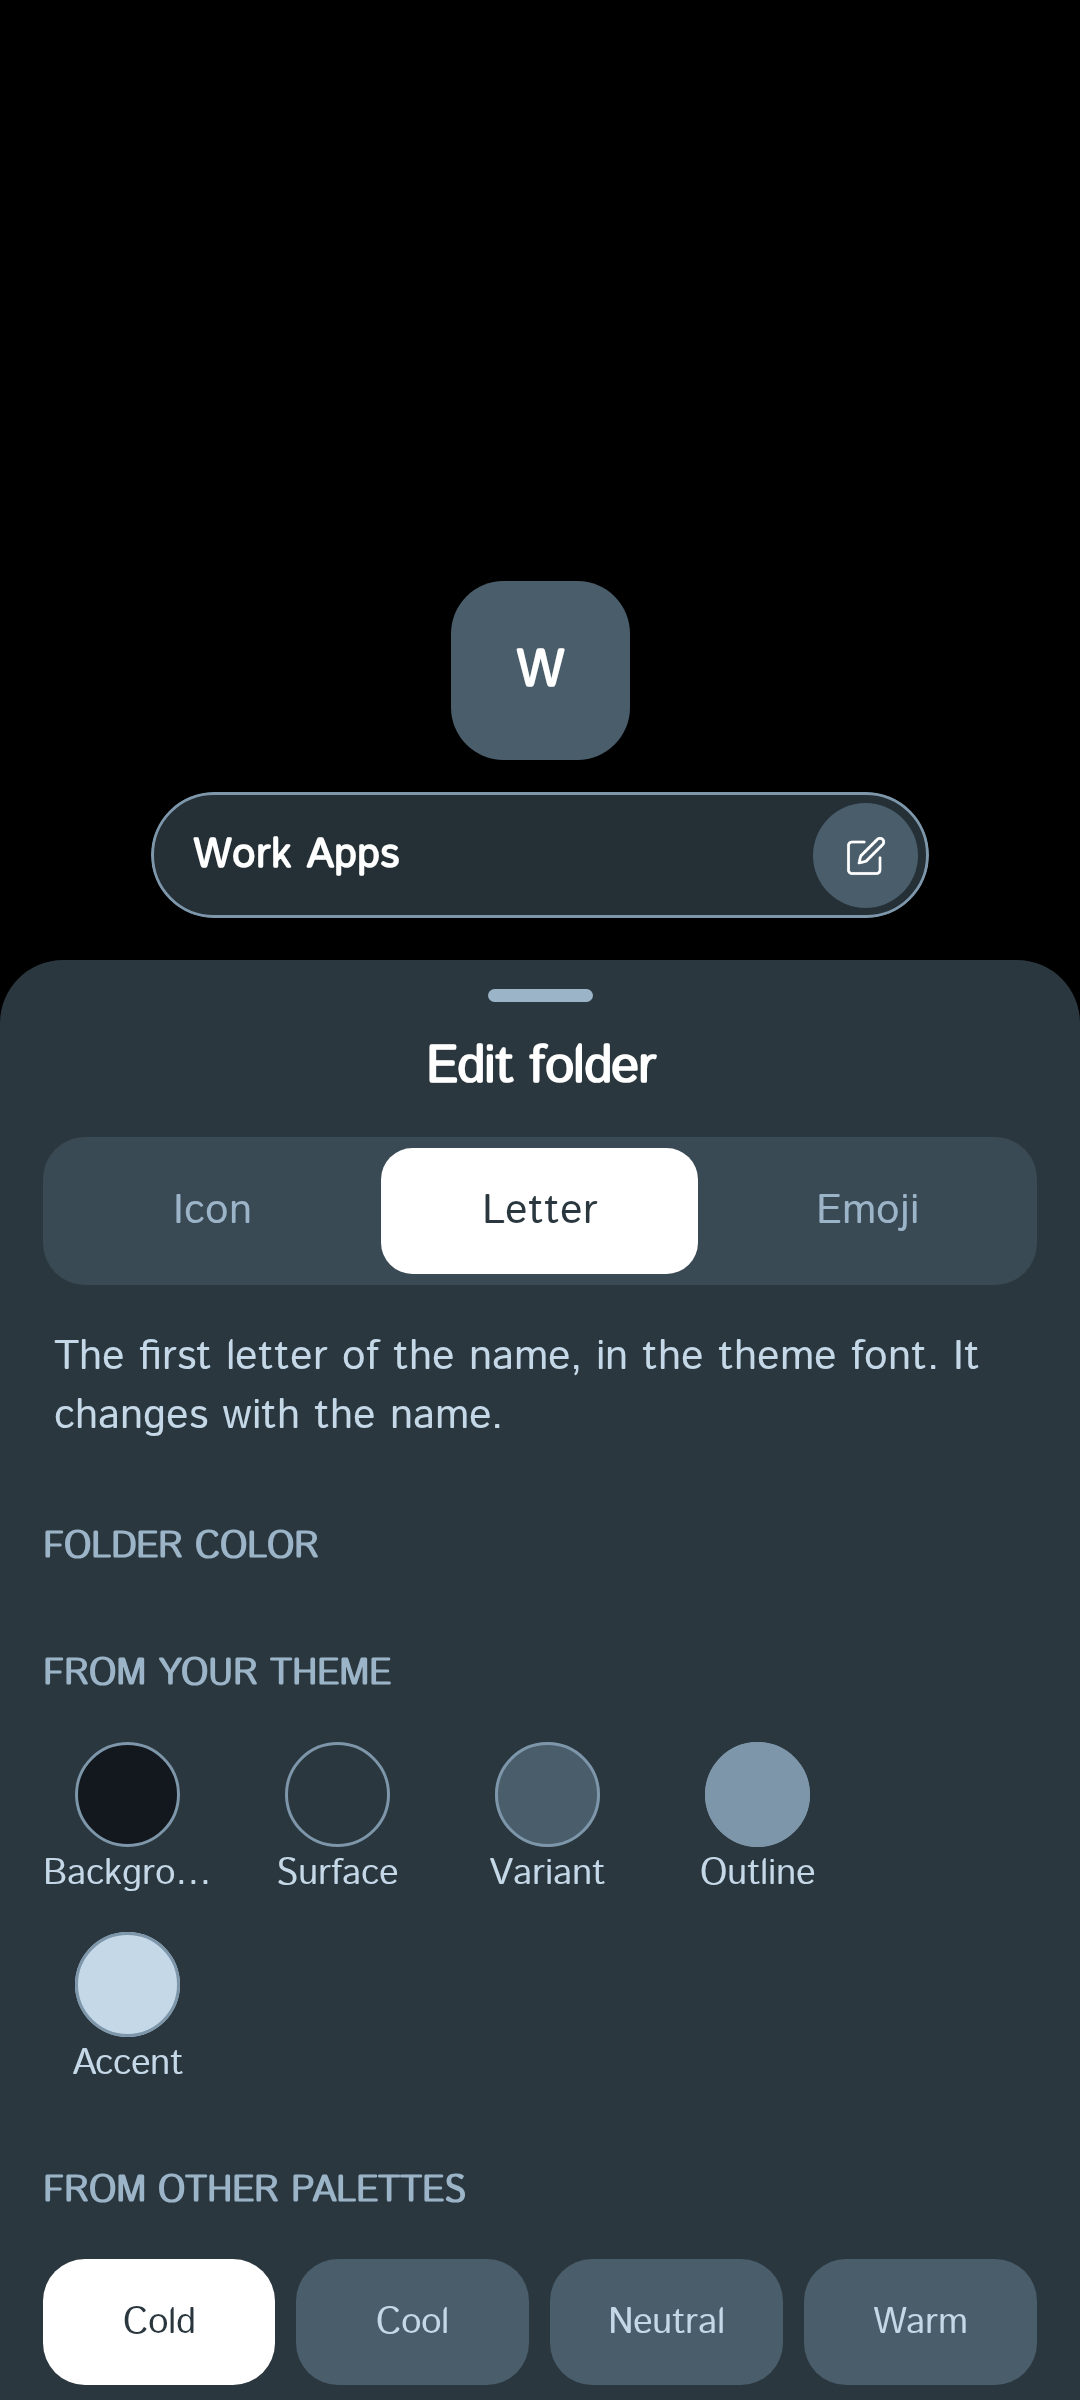 W
Work Apps
Edit folder
Icon Letter Emoji
The first letter of the name, in the theme font. It
changes with the name.
FOLDER COLOR
FROM YOUR THEME
Backgro... Surface Variant Outline
Accent
FROM OTHER PALETTES
Cold Cool Neutral Warm